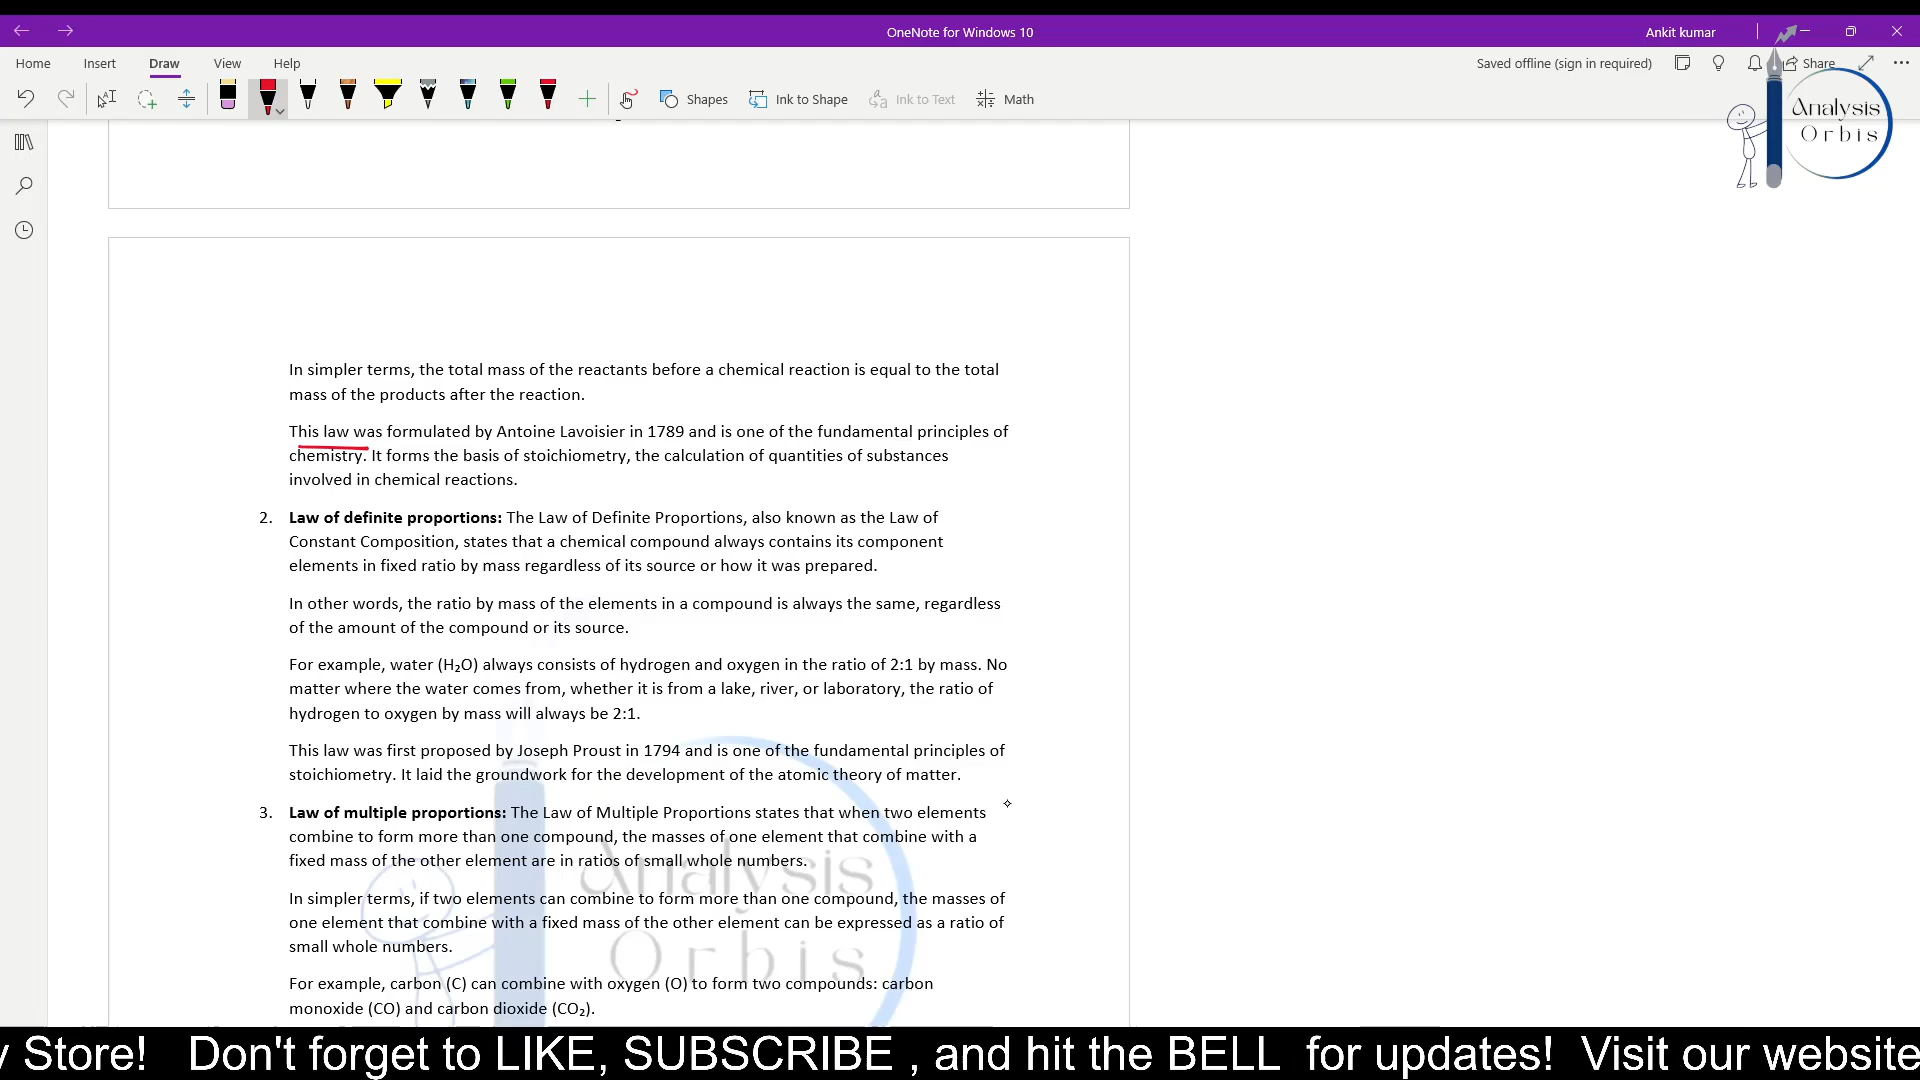 OneNote for Windows 10
Ankit kumar
Home Insert Draw View Help
Saved offline (sign in required)
Share
Shapes
Ink to Shape
Ink to Text
Math
Analysis
Orbis
In simpler terms, the total mass of the reactants before a chemical reaction is equal to the total
mass of the products after the reaction.
This law was formulated by Antoine Lavoisier in 1789 and is one of the fundamental principles of
chemistry. It forms the basis of stoichiometry, the calculation of quantities of substances
involved in chemical reactions.
2. Law of definite proportions: The Law of Definite Proportions, also known as the Law of
Constant Composition, states that a chemical compound always contains its component
elements in fixed ratio by mass regardless of its source or how it was prepared.
In other words, the ratio by mass of the elements in a compound is always the same, regardless
of the amount of the compound or its source.
For example, water (H₂O) always consists of hydrogen and oxygen in the ratio of 2:1 by mass. No
matter where the water comes from, whether it is from a lake, river, or laboratory, the ratio of
hydrogen to oxygen by mass will always be 2:1.
This law was first proposed by Joseph Proust in 1794 and is one of the fundamental principles of
stoichiometry. It laid the groundwork for the development of the atomic theory of matter.
3. Law of multiple proportions: The Law of Multiple Proportions states that when two elements
combine to form more than one compound, the masses of one element that combine with a
fixed mass of the other element are in ratios of small whole numbers.
In simpler terms, if two elements can combine to form more than one compound, the masses of
one element that combine with a fixed mass of the other element can be expressed as a ratio of
small whole numbers.
For example, carbon (C) can combine with oxygen (O) to form two compounds: carbon
monoxide (CO) and carbon dioxide (CO₂).
Analysis
Orbis
y Store! Don't forget to LIKE, SUBSCRIBE , and hit the BELL for updates! Visit our website